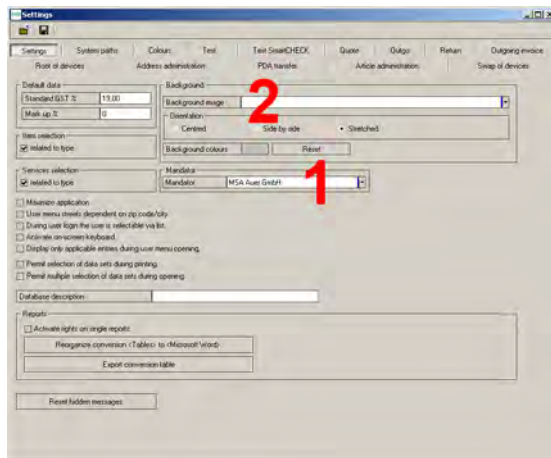 Settings
Settings System paths Colours Text Text SmartCHECK Quote Outgo Return Outgoing invoice
Root of devices Address administration PDA transfer Article administration Swap of devices
Default data
Standard GST % 19,00
Mark up % 0
Background
Background image
2
Orientation
Centred Side by side Stretched
Background colours Reset
Item selection
related to type
Services selection
related to type
Mandator
Mandator MSA Auer GmbH
1
Maximize application
User menu streets dependent on zip code/city.
During user login the user is selectable via list.
Activate on-screen keyboard.
Display only applicable entries during user menu opening.
Permit selection of data sets during printing.
Permit multiple selection of data sets during opening.
Database description
Reports
Activate rights on single reports
Reorganize conversion <Tables> to <Microsoft Word>
Export conversion table
Reset hidden messages